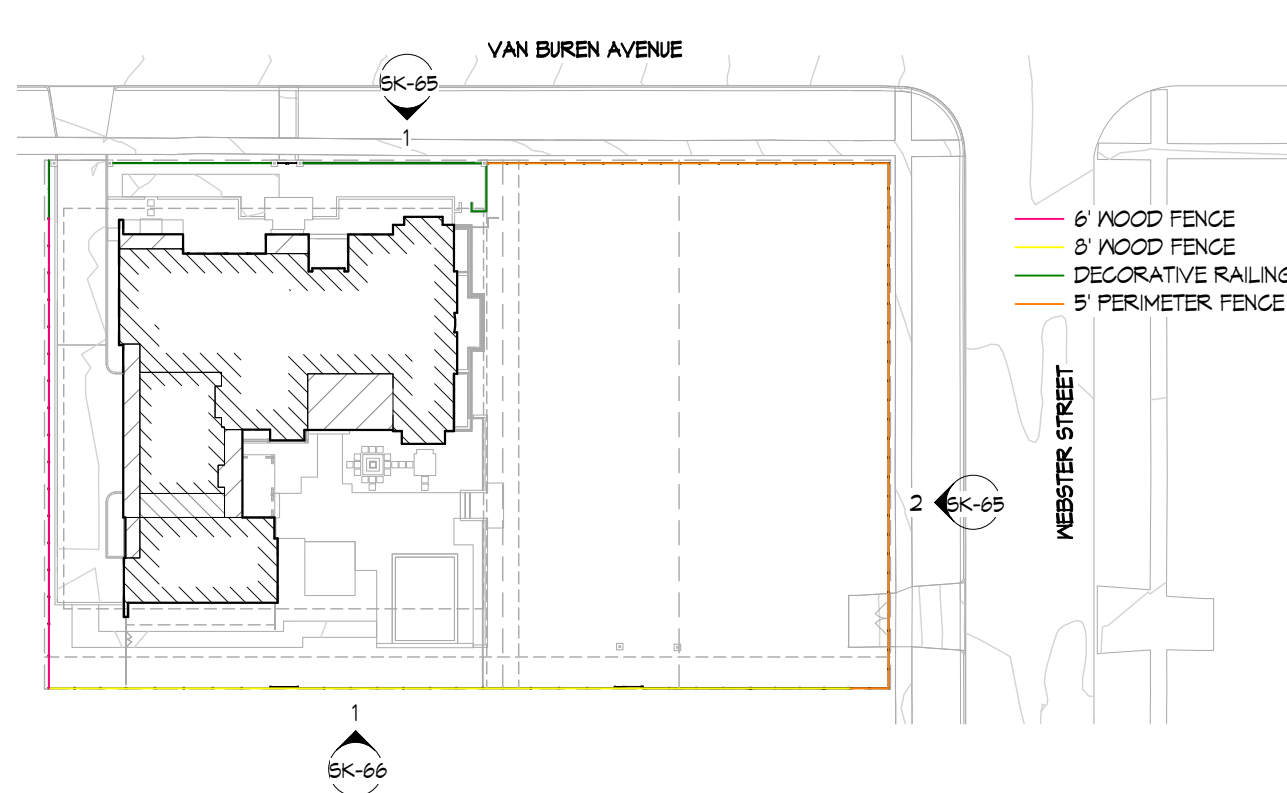 VAN BUREN AVENUE
SK-65
1
6' WOOD FENCE
8' WOOD FENCE
DECORATIVE RAILING
5' PERIMETER FENCE
WEBSTER STREET
2
SK-65
1
SK-66